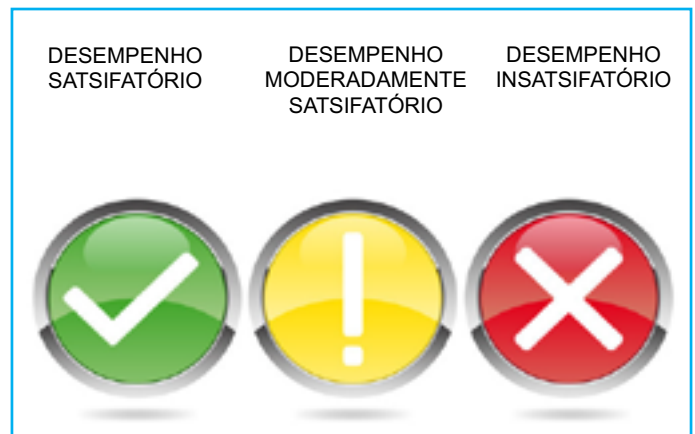 DESEMPENHO
SATSIFATÓRIO
DESEMPENHO
MODERADAMENTE
SATSIFATÓRIO
DESEMPENHO
INSATSIFATÓRIO